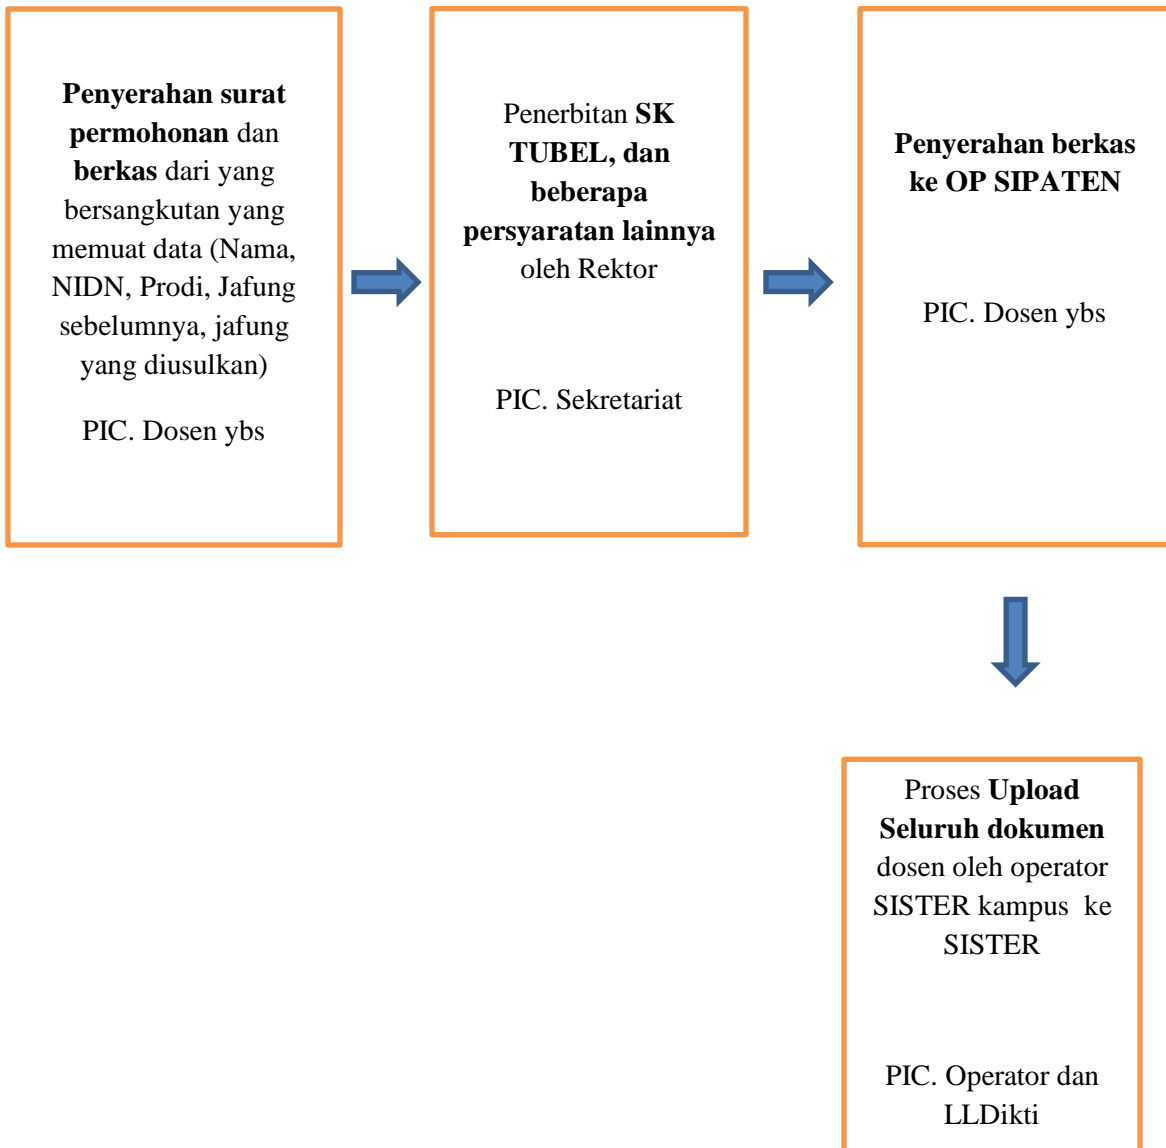 Penyerahan surat
permohonan dan
berkas dari yang
bersangkutan yang
memuat data (Nama,
NIDN, Prodi, Jafung
sebelumnya, jafung
yang diusulkan)
PIC. Dosen ybs
Penerbitan SK
TUBEL, dan
beberapa
persyaratan lainnya
oleh Rektor
PIC. Sekretariat
Penyerahan berkas
ke OP SIPATEN
PIC. Dosen ybs
Proses Upload
Seluruh dokumen
dosen oleh operator
SISTER kampus ke
SISTER
PIC. Operator dan
LLDikti